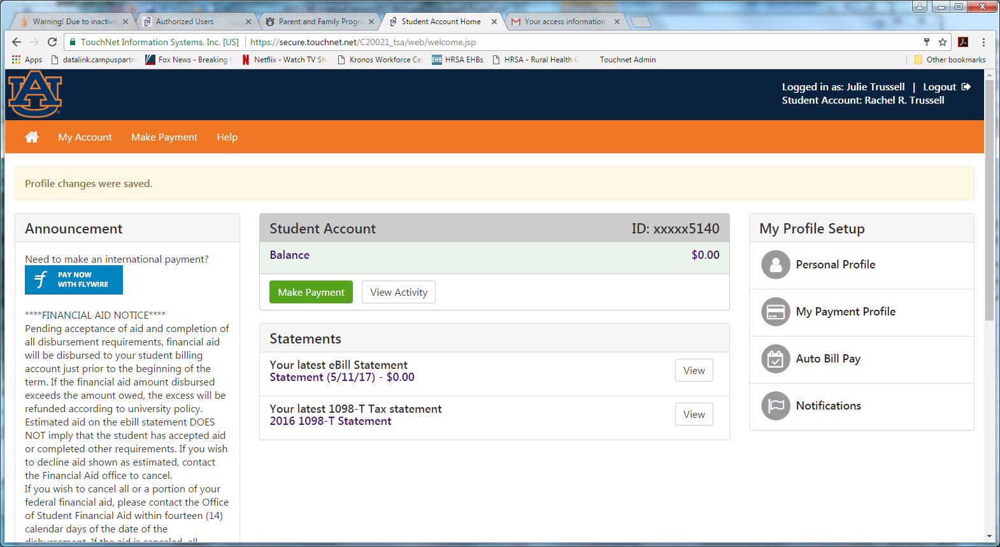 Warning! Due to inactivit
Authorized Users
Parent and Family Progra
Student Account Home
Your access information
TouchNet Information Systems, Inc. [US]
https://secure.touchnet.net/C20021_tsa/web/welcome.jsp
Apps
datalink.campuspartn
Fox News - Breaking
Netflix - Watch TV Sh
Kronos Workforce Ce
EHB HRSA EHBs
HRSA - Rural Health G
Touchnet Admin
Other bookmarks
AU
Logged in as: Julie Trussell | Logout
Student Account: Rachel R. Trussell
My Account
Make Payment
Help
Profile changes were saved.
Announcement
Need to make an international payment?
PAY NOW
WITH FLYWIRE
****FINANCIAL AID NOTICE****
Pending acceptance of aid and completion of
all disbursement requirements, financial aid
will be disbursed to your student billing
account just prior to the beginning of the
term. If the financial aid amount disbursed
exceeds the amount owed, the excess will be
refunded according to university policy.
Estimated aid on the ebill statement DOES
NOT imply that the student has accepted aid
or completed other requirements. If you wish
to decline aid shown as estimated, contact
the Financial Aid office to cancel.
If you wish to cancel all or a portion of your
federal financial aid, please contact the Office
of Student Financial Aid within fourteen (14)
calendar days of the date of the
disbursement. If the aid is canceled, all
Student Account
ID: xxxxx5140
Balance
$0.00
Make Payment
View Activity
Statements
Your latest eBill Statement
Statement (5/11/17) - $0.00
View
Your latest 1098-T Tax statement
2016 1098-T Statement
View
My Profile Setup
Personal Profile
My Payment Profile
Auto Bill Pay
Notifications